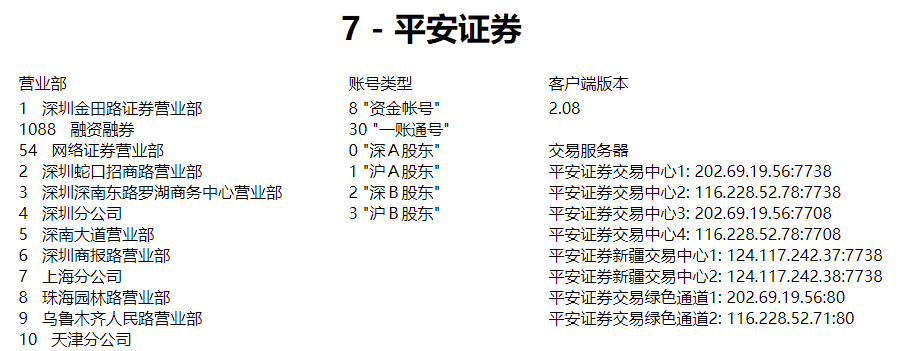 7 - 平安证券
营业部
1 深圳金田路证券营业部
1088 融资融券
54 网络证券营业部
2 深圳蛇口招商路营业部
3 深圳深南东路罗湖商务中心营业部
4 深圳分公司
5 深南大道营业部
6 深圳商报路营业部
7 上海分公司
8 珠海园林路营业部
9 乌鲁木齐人民路营业部
10 天津分公司
账号类型
8 "资金帐号"
30 "一账通号"
0 "深Ａ股东"
1 "沪Ａ股东"
2 "深Ｂ股东"
3 "沪Ｂ股东"
客户端版本
2.08
交易服务器
平安证券交易中心1: 202.69.19.56:7738
平安证券交易中心2: 116.228.52.78:7738
平安证券交易中心3: 202.69.19.56:7708
平安证券交易中心4: 116.228.52.78:7708
平安证券新疆交易中心1: 124.117.242.37:7738
平安证券新疆交易中心2: 124.117.242.38:7738
平安证券交易绿色通道1: 202.69.19.56:80
平安证券交易绿色通道2: 116.228.52.71:80